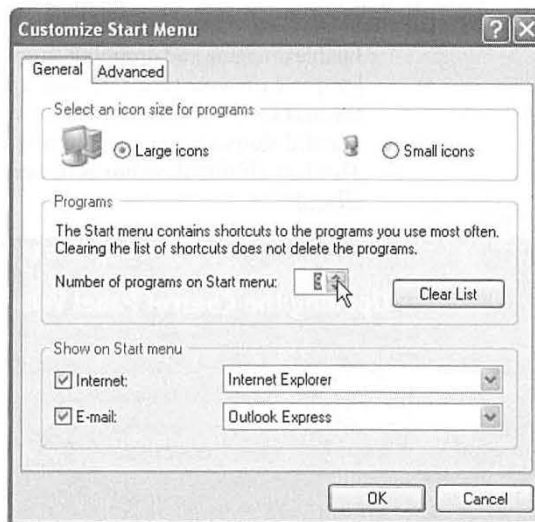 Customize Start Menu
General
Advanced
Select an icon size for programs
Large icons
Small icons
Programs
The Start menu contains shortcuts to the programs you use most often.
Clearing the list of shortcuts does not delete the programs.
Number of programs on Start menu:
Clear List
Show on Start menu
Internet:
Internet Explorer
E-mail:
Outlook Express
OK
Cancel